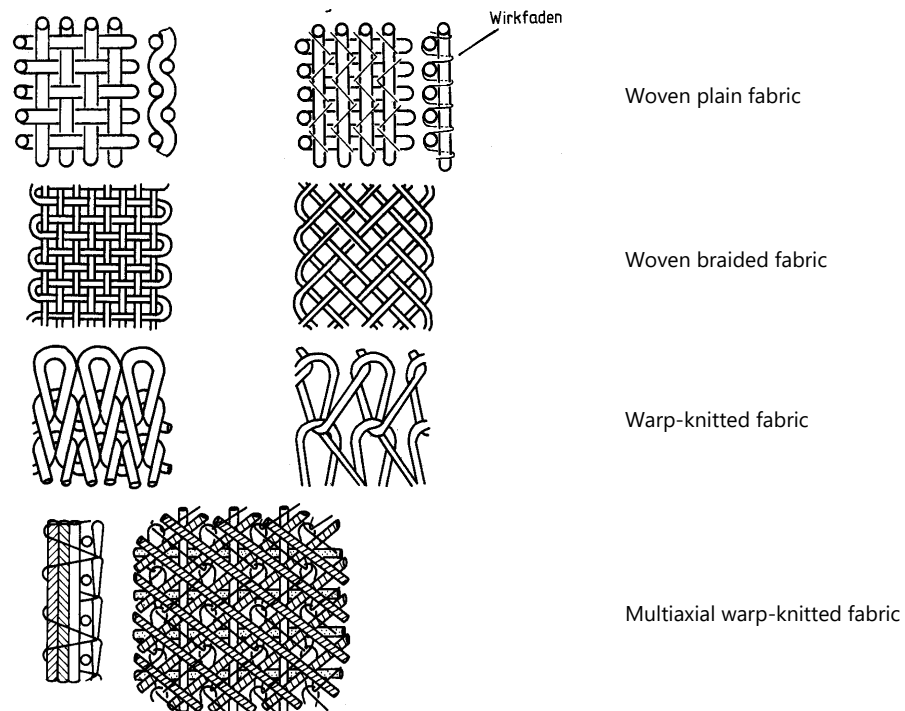 Wirkfaden
Woven plain fabric
Woven braided fabric
Warp-knitted fabric
Multiaxial warp-knitted fabric